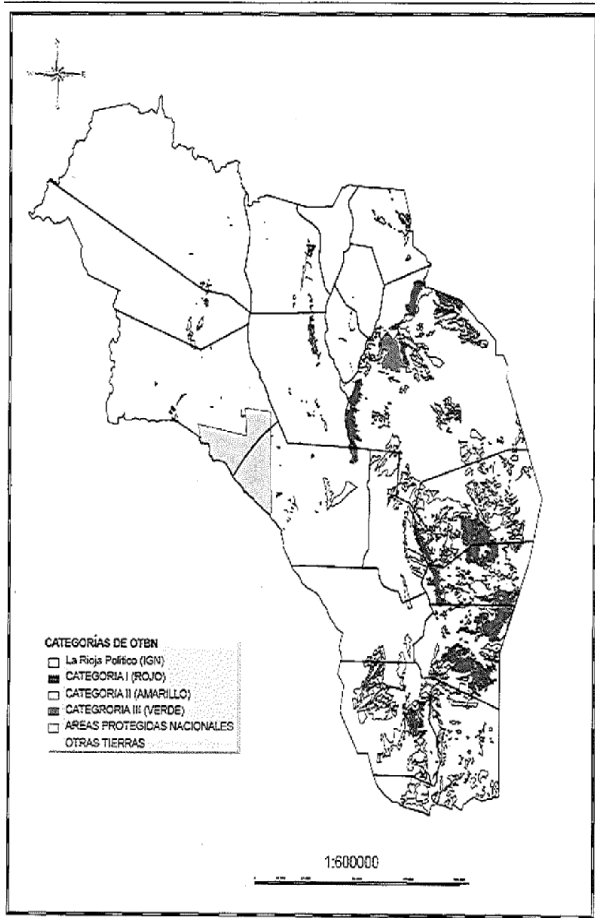 CATEGORÍAS DE OTBN
La Rioja Político (IGN)
CATEGORIA I (ROJO)
CATEGORIA II (AMARILLO)
CATEGRORIA III (VERDE)
AREAS PROTEGIDAS NACIONALES
OTRAS TIERRAS
1:600000